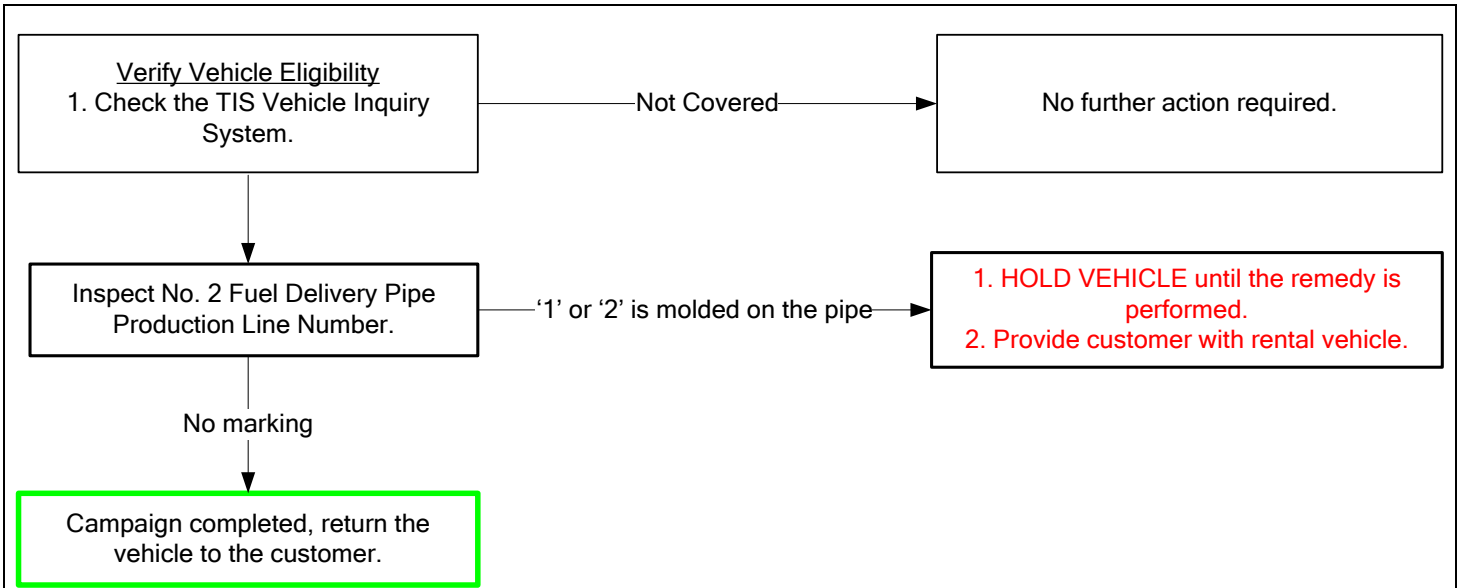 Verify Vehicle Eligibility
1. Check the TIS Vehicle Inquiry
System.
Not Covered
No further action required.
Inspect No. 2 Fuel Delivery Pipe
Production Line Number.
‘1’ or ‘2’ is molded on the pipe
1. HOLD VEHICLE until the remedy is
performed.
2. Provide customer with rental vehicle.
No marking
Campaign completed, return the
vehicle to the customer.